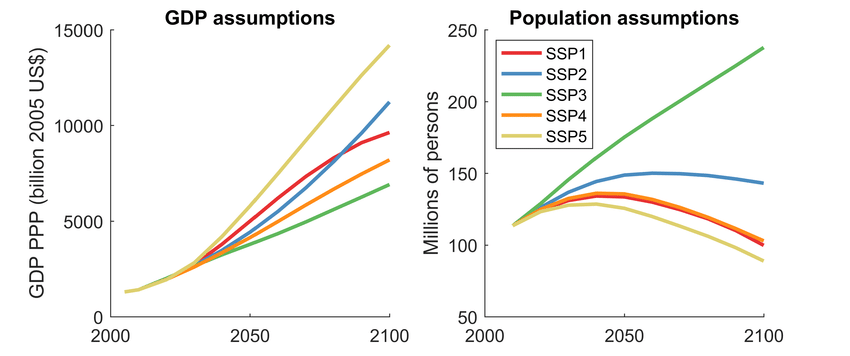 GDP assumptions
GDP PPP (billion 2005 US$)
15000
10000
5000
0
2000
2050
2100
Population assumptions
Millions of persons
250
200
150
100
50
2000
2050
2100
SSP1
SSP2
SSP3
SSP4
SSP5